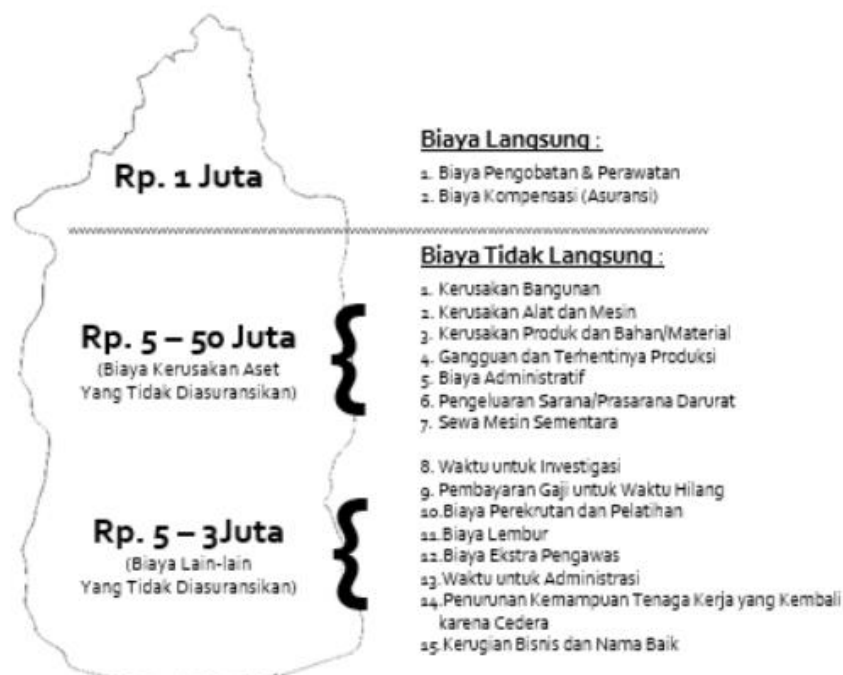 Rp. 1 Juta
Biaya Langsung :
1. Biaya Pengobatan & Perawatan
2. Biaya Kompensasi (Asuransi)
Rp. 5 – 50 Juta
(Biaya Kerusakan Aset
Yang Tidak Diasuransikan)
Biaya Tidak Langsung :
1. Kerusakan Bangunan
2. Kerusakan Alat dan Mesin
3. Kerusakan Produk dan Bahan/Material
4. Gangguan dan Terhentinya Produksi
5. Biaya Administratif
6. Pengeluaran Sarana/Prasarana Darurat
7. Sewa Mesin Sementara
Rp. 5 – 3Juta
(Biaya Lain-lain
Yang Tidak Diasuransikan)
8. Waktu untuk Investigasi
9. Pembayaran Gaji untuk Waktu Hilang
10.Biaya Perekrutan dan Pelatihan
11.Biaya Lembur
12.Biaya Ekstra Pengawas
13.Waktu untuk Administrasi
14.Penurunan Kemampuan Tenaga Kerja yang Kembali
karena Cedera
15.Kerugian Bisnis dan Nama Baik